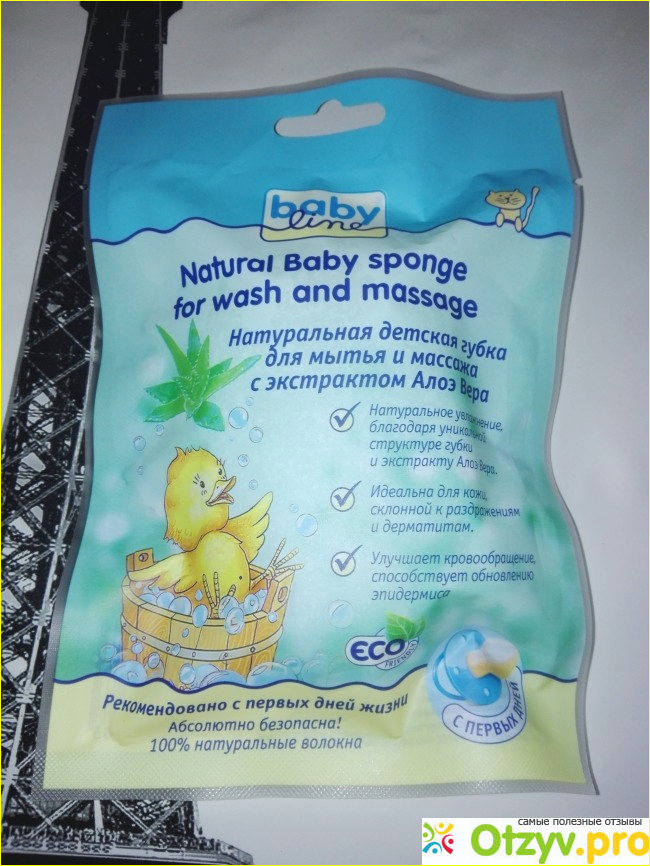 baby
line
Natural Baby sponge
for wash and massage
Натуральная детская губка
для мытья и массажа
с экстрактом Алоэ Вера
Натуральное увлажнение,
благодаря уникальной
структуре губки
и экстракту Алоэ Вера.
Идеальна для кожи,
склонной к раздражениям
и дерматитам.
Улучшает кровообращение,
способствует обновлению
эпидермиса
ECO
FRIENDLY
Рекомендовано с первых дней жизни
Абсолютно безопасна!
100% натуральные волокна
С ПЕРВЫХ ДНЕЙ
самые полезные отзывы
Otzyv.pro